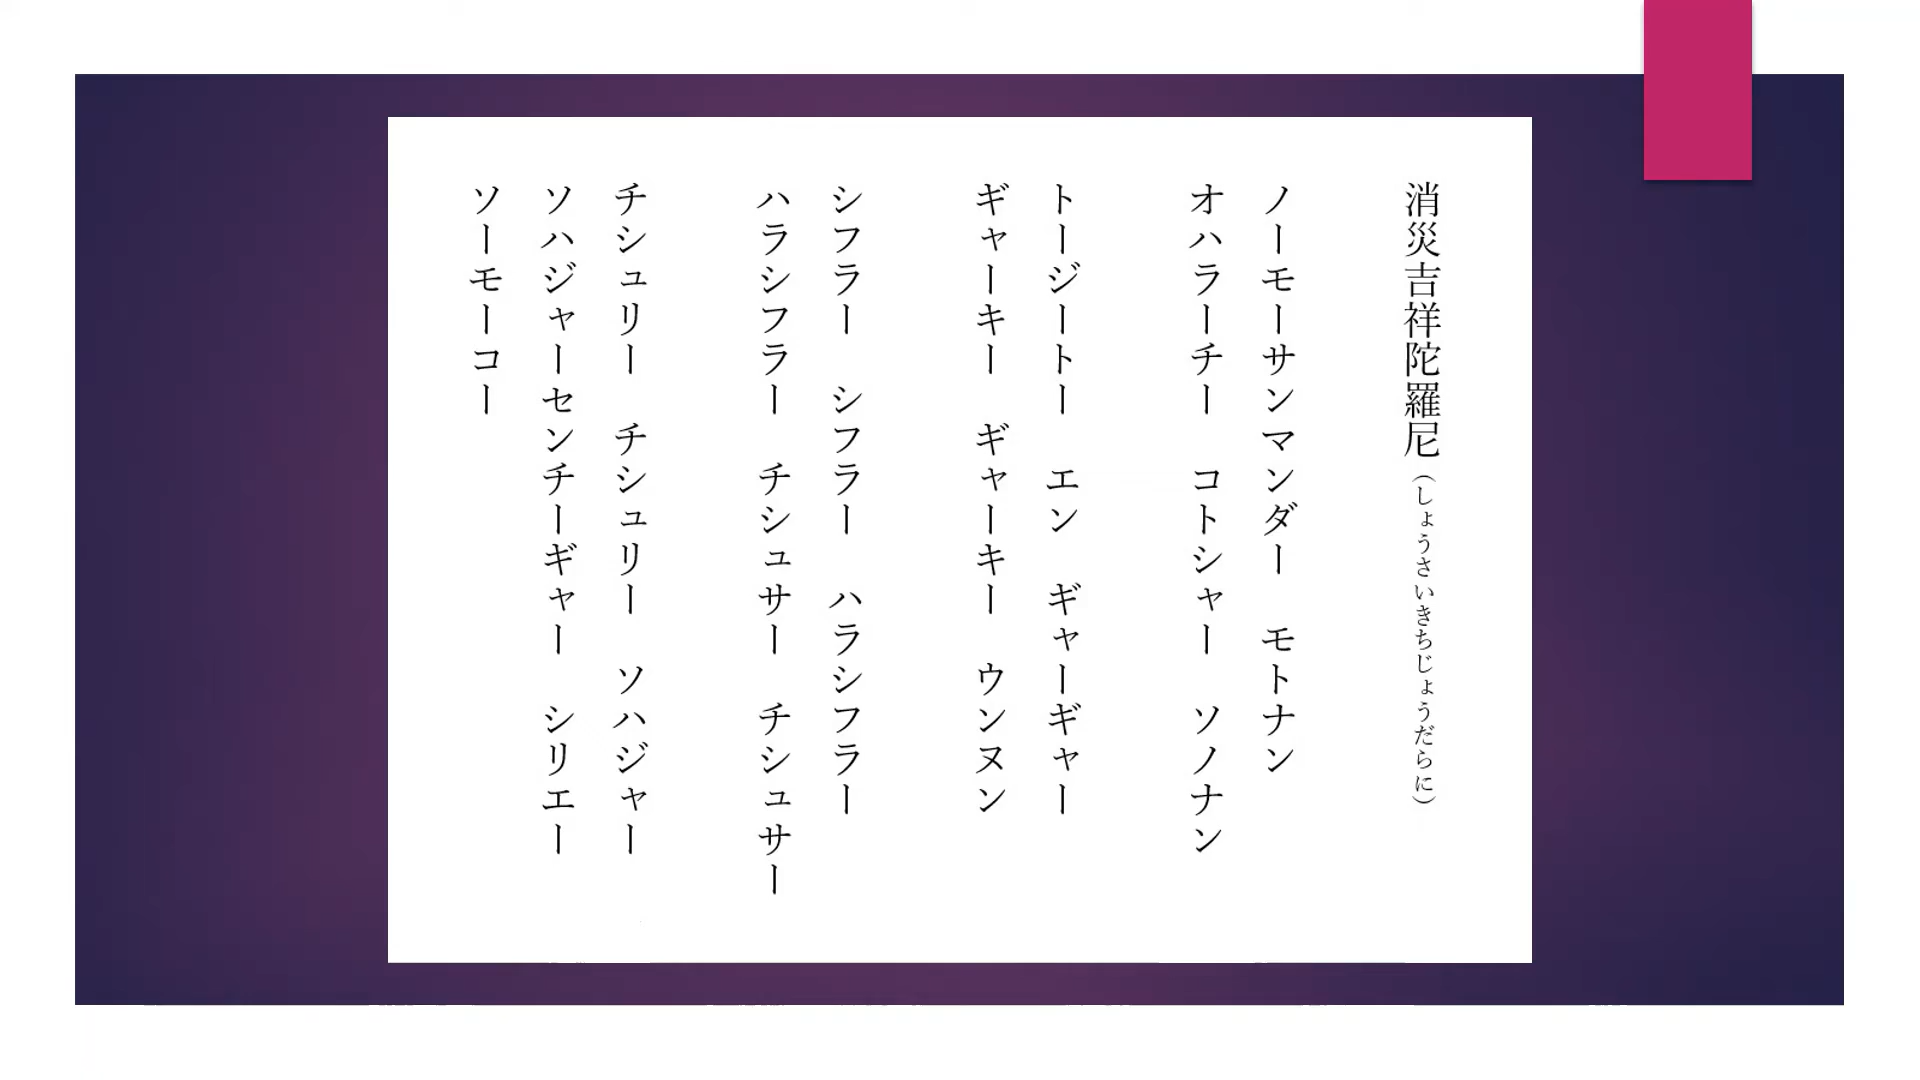 消災吉祥陀羅尼（しょうさいきちじょうだらに）
ノーモーサンマンダー　モトナン
オハラーチー　コトシャー　ソノナン
トージートー　エン　ギャーギャー
ギャーキー　ギャーキー　ウンヌン
シフラー　シフラー　ハラシフラー
ハラシフラー　チシュサー　チシュサー
チシュリー　チシュリー　ソハジャー
ソハジャーセンチーギャー　シリエー
ソーモーコー